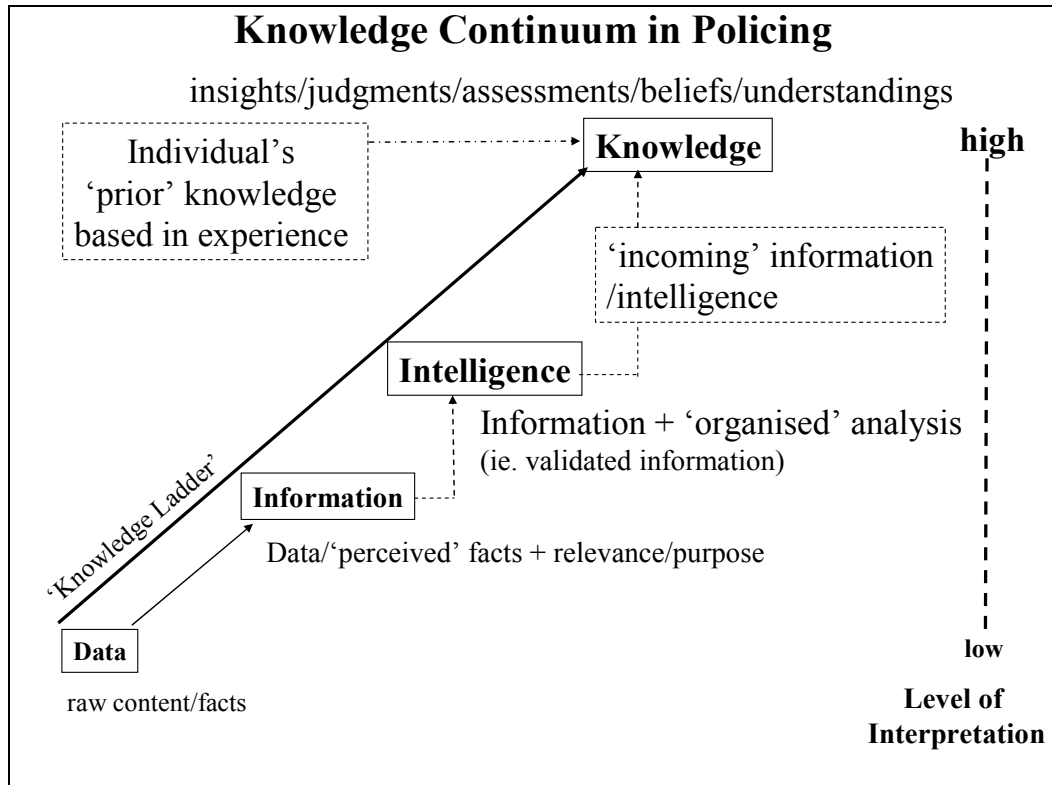 Knowledge Continuum in Policing
insights/judgments/assessments/beliefs/understandings
Individual’s
‘prior’ knowledge
based in experience
Knowledge
high
‘incoming’ information
/intelligence
Intelligence
Information + ‘organised’ analysis
(ie. validated information)
Information
Data/‘perceived’ facts + relevance/purpose
‘Knowledge Ladder’
Data
raw content/facts
low
Level of
Interpretation